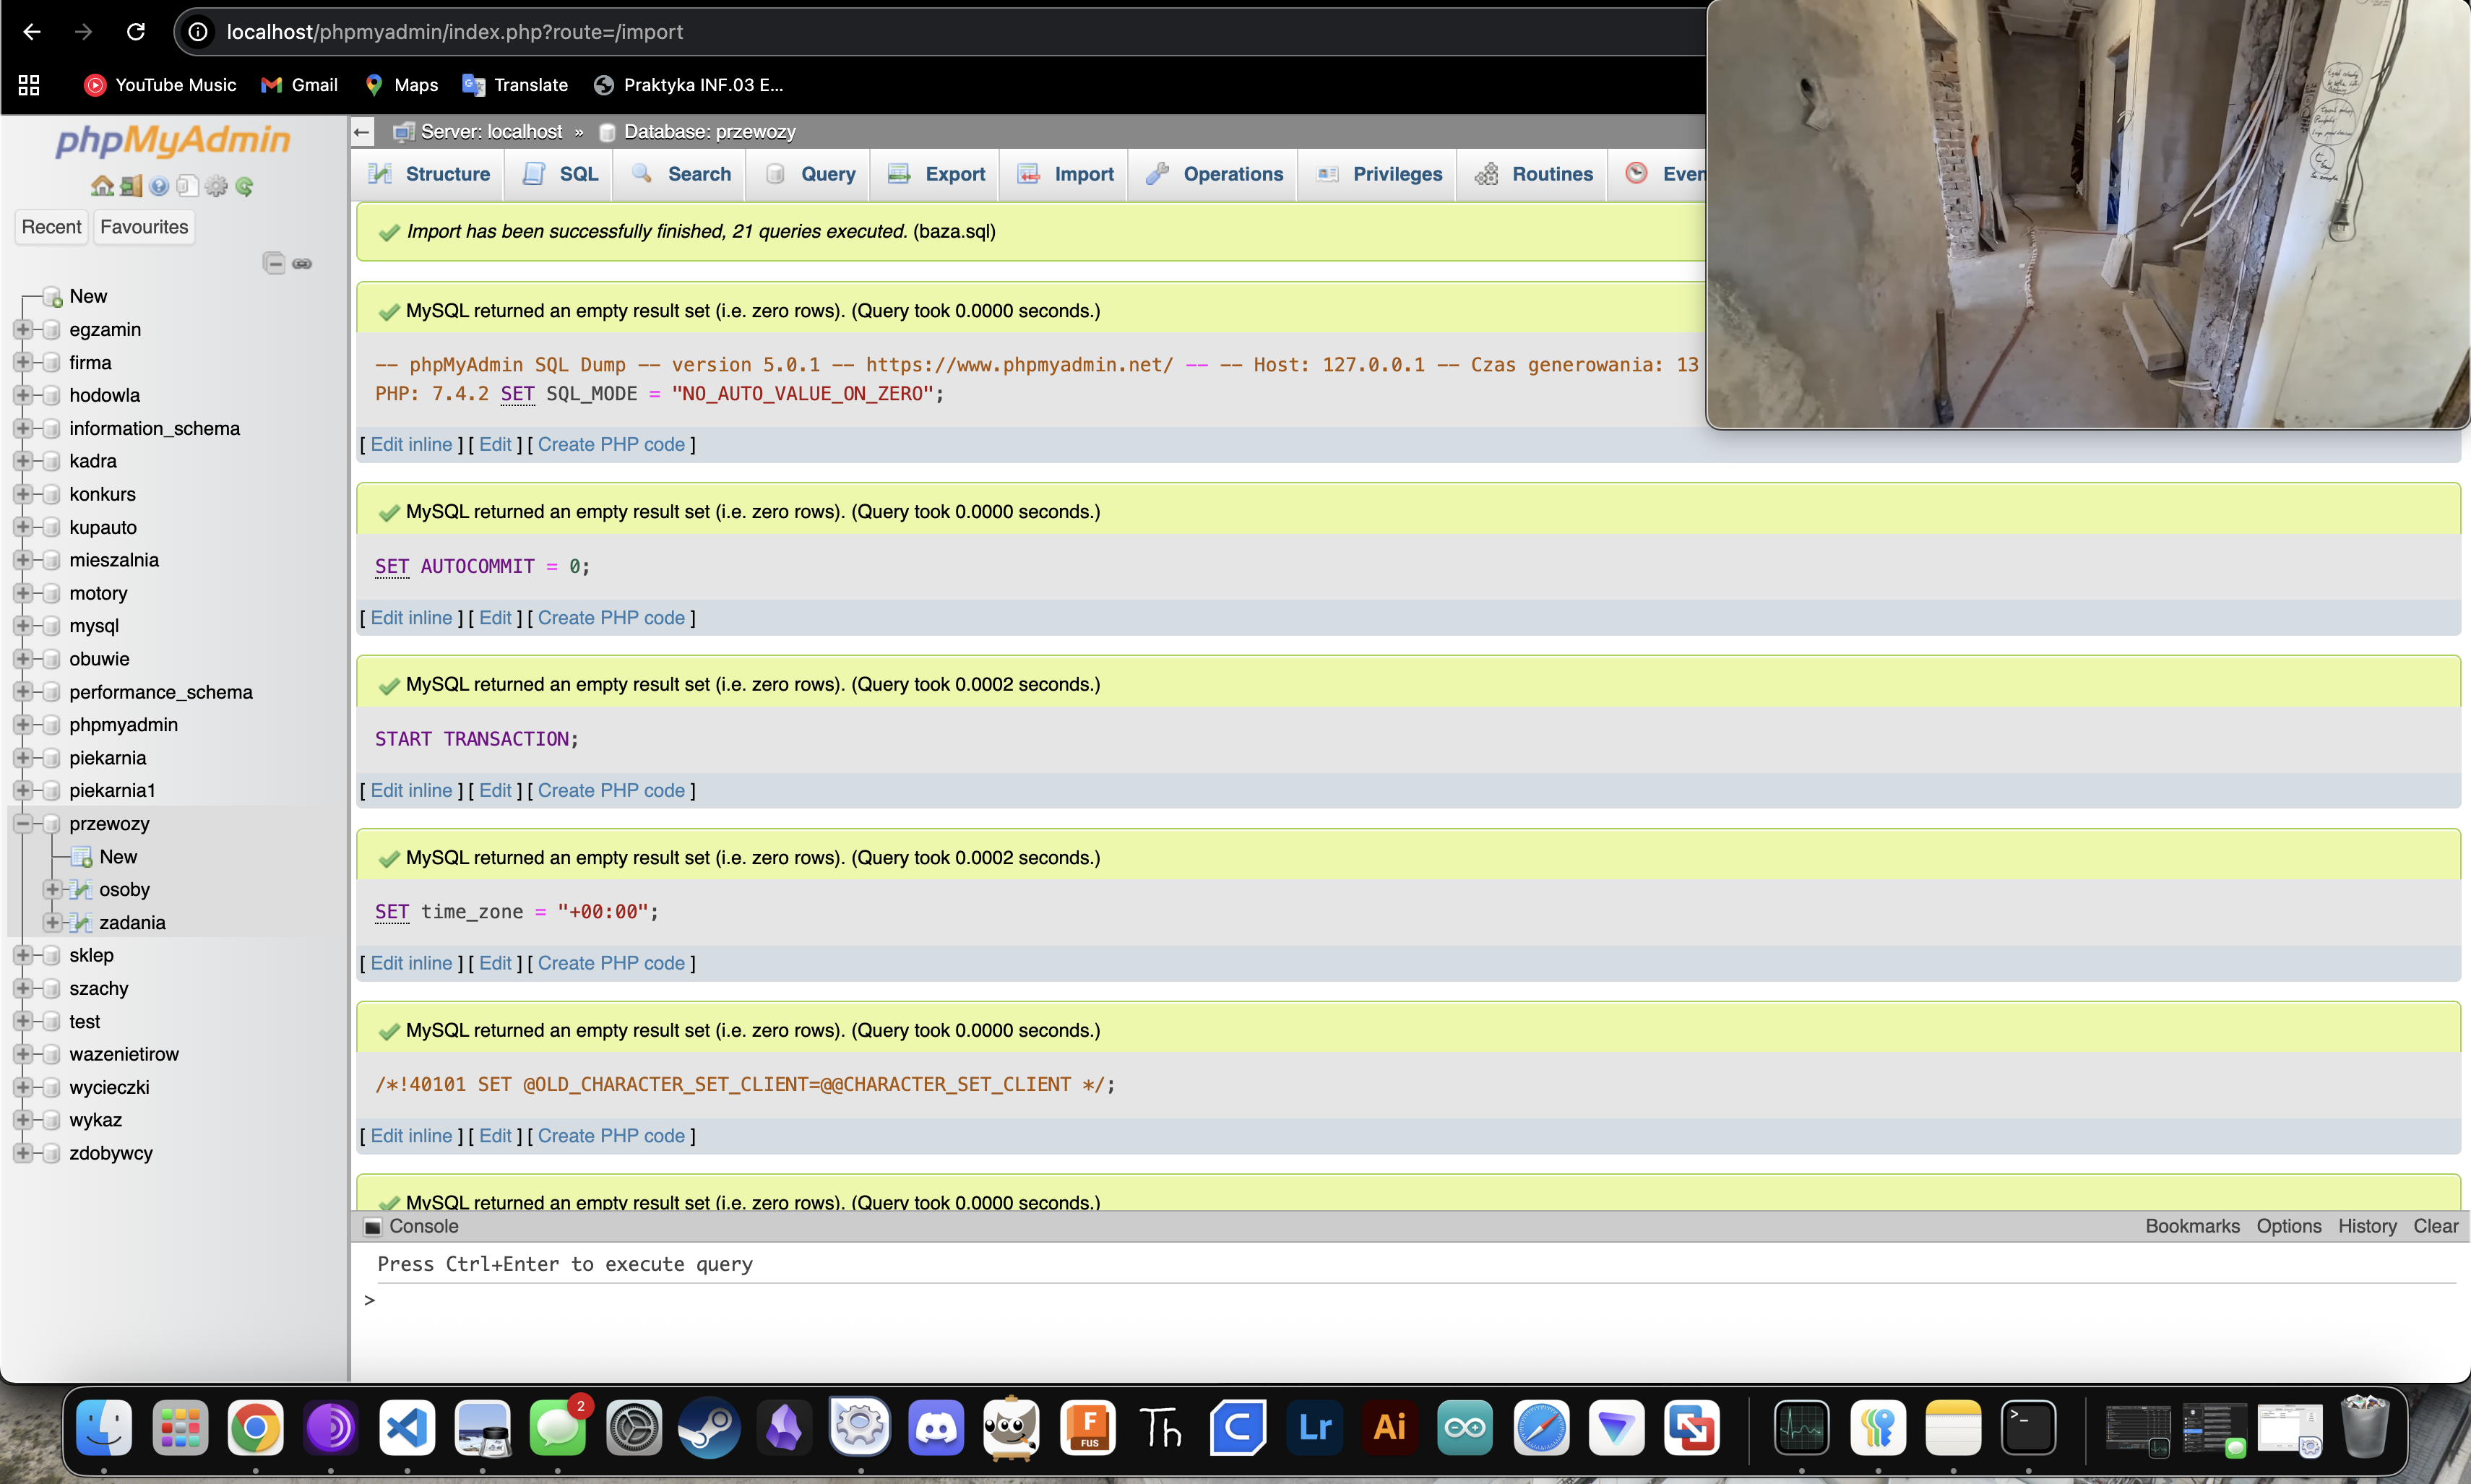 localhost/phpmyadmin/index.php?route=/import
YouTube Music
Gmail
Maps
Translate
Praktyka INF.03 E...
phpMyAdmin
Recent
Favourites
New
egzamin
firma
hodowla
information_schema
kadra
konkurs
kupauto
mieszalnia
motory
mysql
obuwie
performance_schema
phpmyadmin
piekarnia
piekarnia1
przewozy
New
osoby
zadania
sklep
szachy
test
wazenietirow
wycieczki
wykaz
zdobywcy
Server: localhost » Database: przewozy
Structure
SQL
Search
Query
Export
Import
Operations
Privileges
Routines
Even
Import has been successfully finished, 21 queries executed. (baza.sql)
MySQL returned an empty result set (i.e. zero rows). (Query took 0.0000 seconds.)
-- phpMyAdmin SQL Dump -- version 5.0.1 -- https://www.phpmyadmin.net/ -- -- Host: 127.0.0.1 -- Czas generowania: 13
PHP: 7.4.2 SET SQL_MODE = "NO_AUTO_VALUE_ON_ZERO";
[ Edit inline ] [ Edit ] [ Create PHP code ]
MySQL returned an empty result set (i.e. zero rows). (Query took 0.0000 seconds.)
SET AUTOCOMMIT = 0;
[ Edit inline ] [ Edit ] [ Create PHP code ]
MySQL returned an empty result set (i.e. zero rows). (Query took 0.0002 seconds.)
START TRANSACTION;
[ Edit inline ] [ Edit ] [ Create PHP code ]
MySQL returned an empty result set (i.e. zero rows). (Query took 0.0002 seconds.)
SET time_zone = "+00:00";
[ Edit inline ] [ Edit ] [ Create PHP code ]
MySQL returned an empty result set (i.e. zero rows). (Query took 0.0000 seconds.)
/*!40101 SET @OLD_CHARACTER_SET_CLIENT=@@CHARACTER_SET_CLIENT */;
[ Edit inline ] [ Edit ] [ Create PHP code ]
MySQL returned an empty result set (i.e. zero rows). (Query took 0.0000 seconds.)
Console
Bookmarks
Options
History
Clear
Press Ctrl+Enter to execute query
>
2
F
FUS
Th
C
Lr
Ai
>_